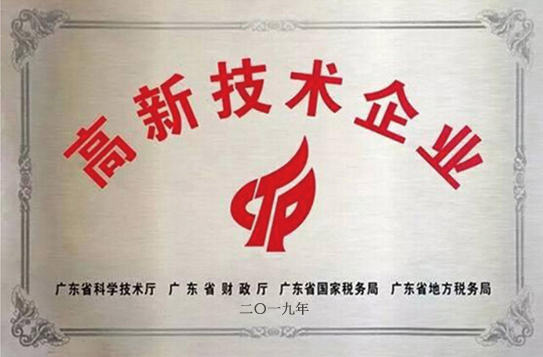 高新技术企业
广东省科学技术厅 广东省财政厅 广东省国家税务局 广东省地方税务局
二〇一九年